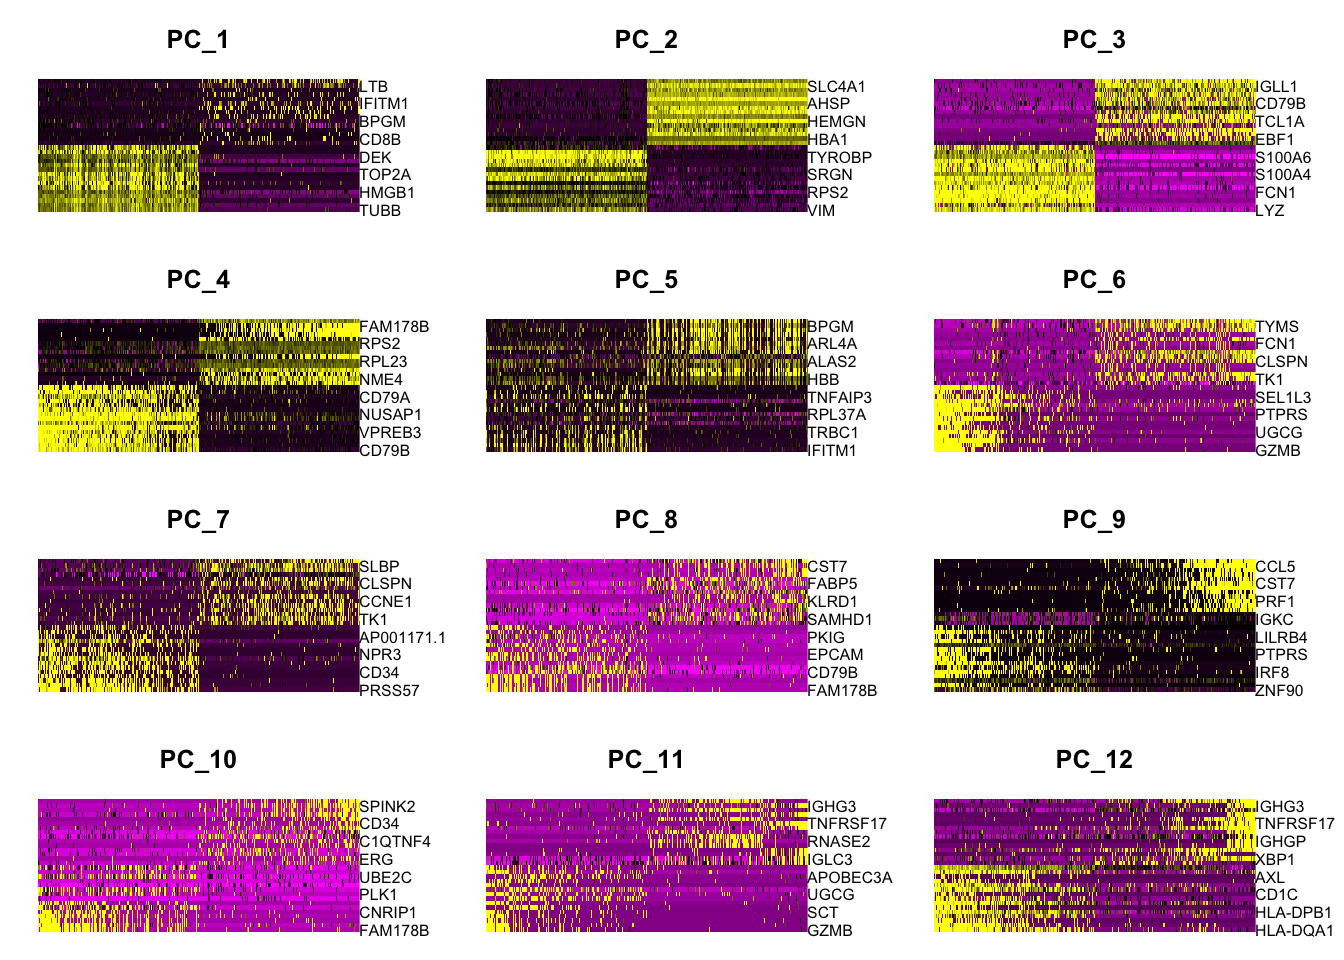 PC_1
LTB
IFITM1
BPGM
CD8B
DEK
TOP2A
HMGB1
TUBB
PC_2
SLC4A1
AHSP
HEMGN
HBA1
TYROBP
SRGN
RPS2
VIM
PC_3
IGLL1
CD79B
TCL1A
EBF1
S100A6
S100A4
FCN1
LYZ
PC_4
FAM178B
RPS2
RPL23
NME4
CD79A
NUSAP1
VPREB3
CD79B
PC_5
BPGM
ARL4A
ALAS2
HBB
TNFAIP3
RPL37A
TRBC1
IFITM1
PC_6
TYMS
FCN1
CLSPN
TK1
SEL1L3
PTPRS
UGCG
GZMB
PC_7
SLBP
CLSPN
CCNE1
TK1
AP001171.1
NPR3
CD34
PRSS57
PC_8
CST7
FABP5
KLRD1
SAMHD1
PKIG
EPCAM
CD79B
FAM178B
PC_9
CCL5
CST7
PRF1
IGKC
LILRB4
PTPRS
IRF8
ZNF90
PC_10
SPINK2
CD34
C1QTNF4
ERG
UBE2C
PLK1
CNRIP1
FAM178B
PC_11
IGHG3
TNFRSF17
RNASE2
IGLC3
APOBEC3A
UGCG
SCT
GZMB
PC_12
IGHG3
TNFRSF17
IGHGP
XBP1
AXL
CD1C
HLA-DPB1
HLA-DQA1